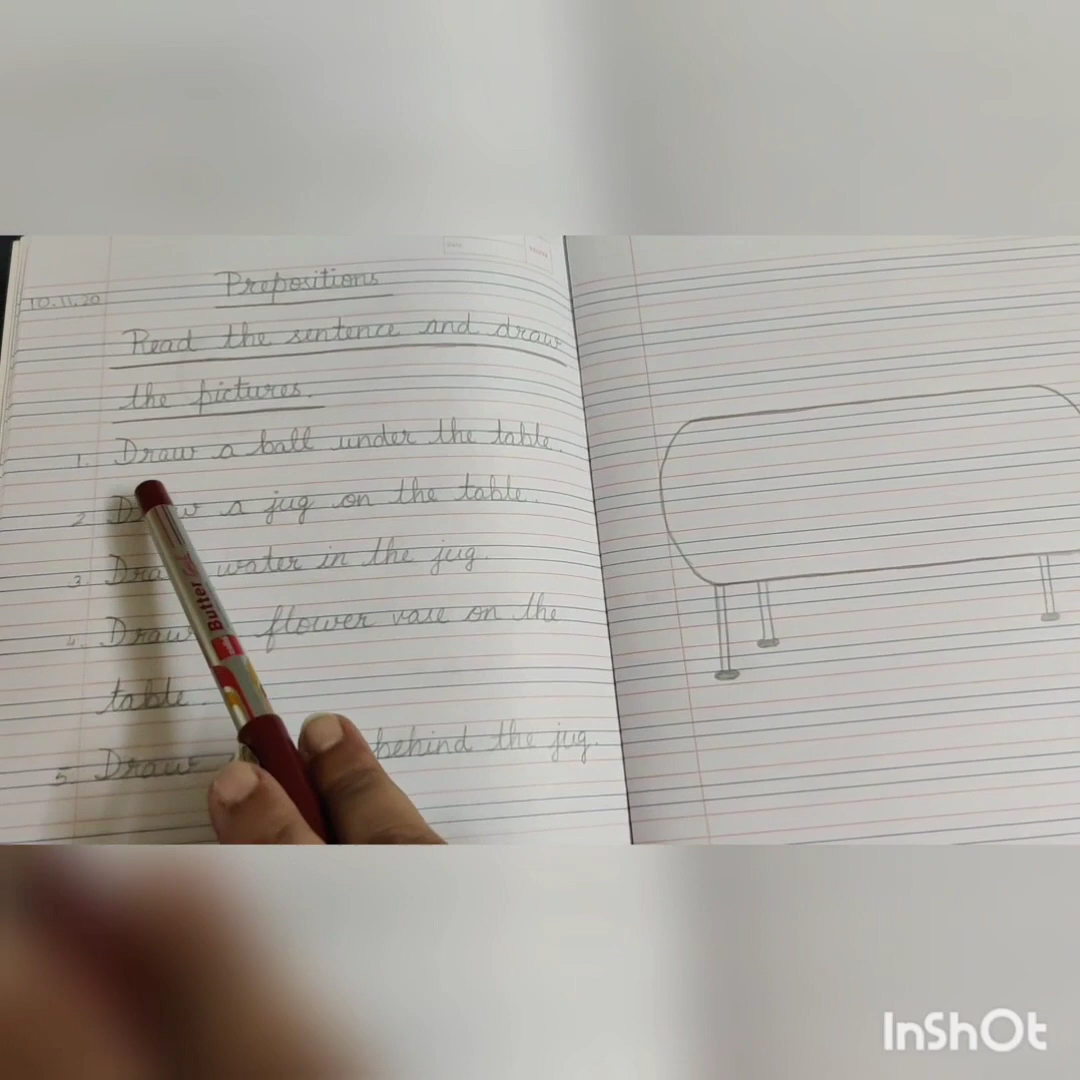 Prepositions
10.11.20
Read the sentence and draw
the pictures.
1. Draw a ball under the table.
2. a jug on the table.
3. water in the jug.
4. Draw flower vase on the
table.
5. Draw behind the jug.
Butter
InShOt